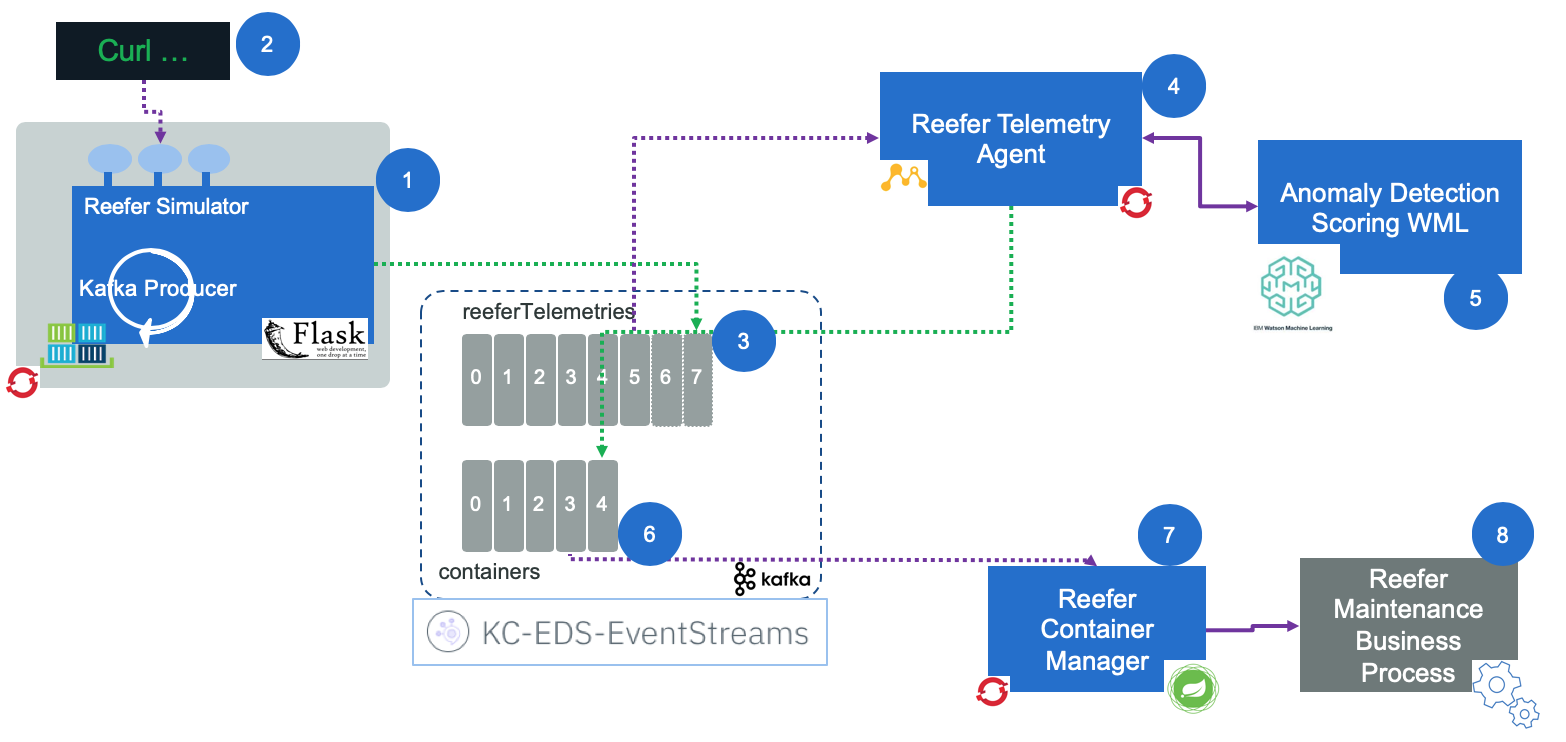 Curl …
2
1
Reefer Simulator
Kafka Producer
Flask
web development,
one drop at a time
reeferTelemetries
3
0 1 2 3 4 5 6 7
0 1 2 3 4
6
containers
kafka
KC-EDS-EventStreams
4
Reefer Telemetry
Agent
Anomaly Detection
Scoring WML
IBM Watson Machine Learning
5
7
Reefer
Container
Manager
8
Reefer
Maintenance
Business
Process